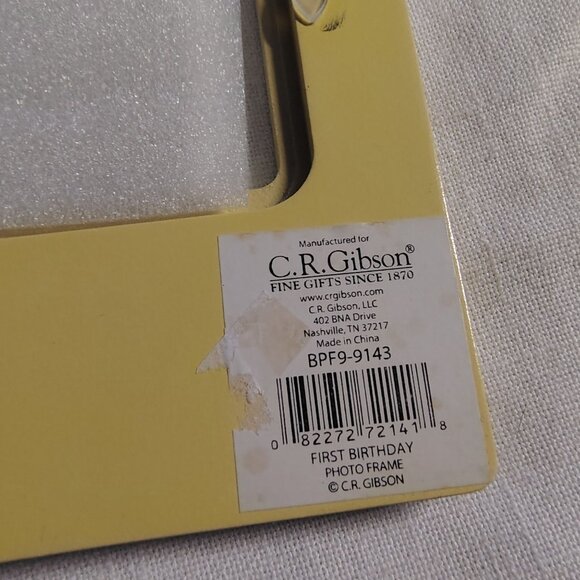 Manufactured for
C.R. Gibson®
FINE GIFTS SINCE 1870
www.crgibson.com
C.R. Gibson, LLC
402 BNA Drive
Nashville, TN 37217
Made in China
BPF9-9143
0 82272 72141 8
FIRST BIRTHDAY
PHOTO FRAME
© C.R. GIBSON